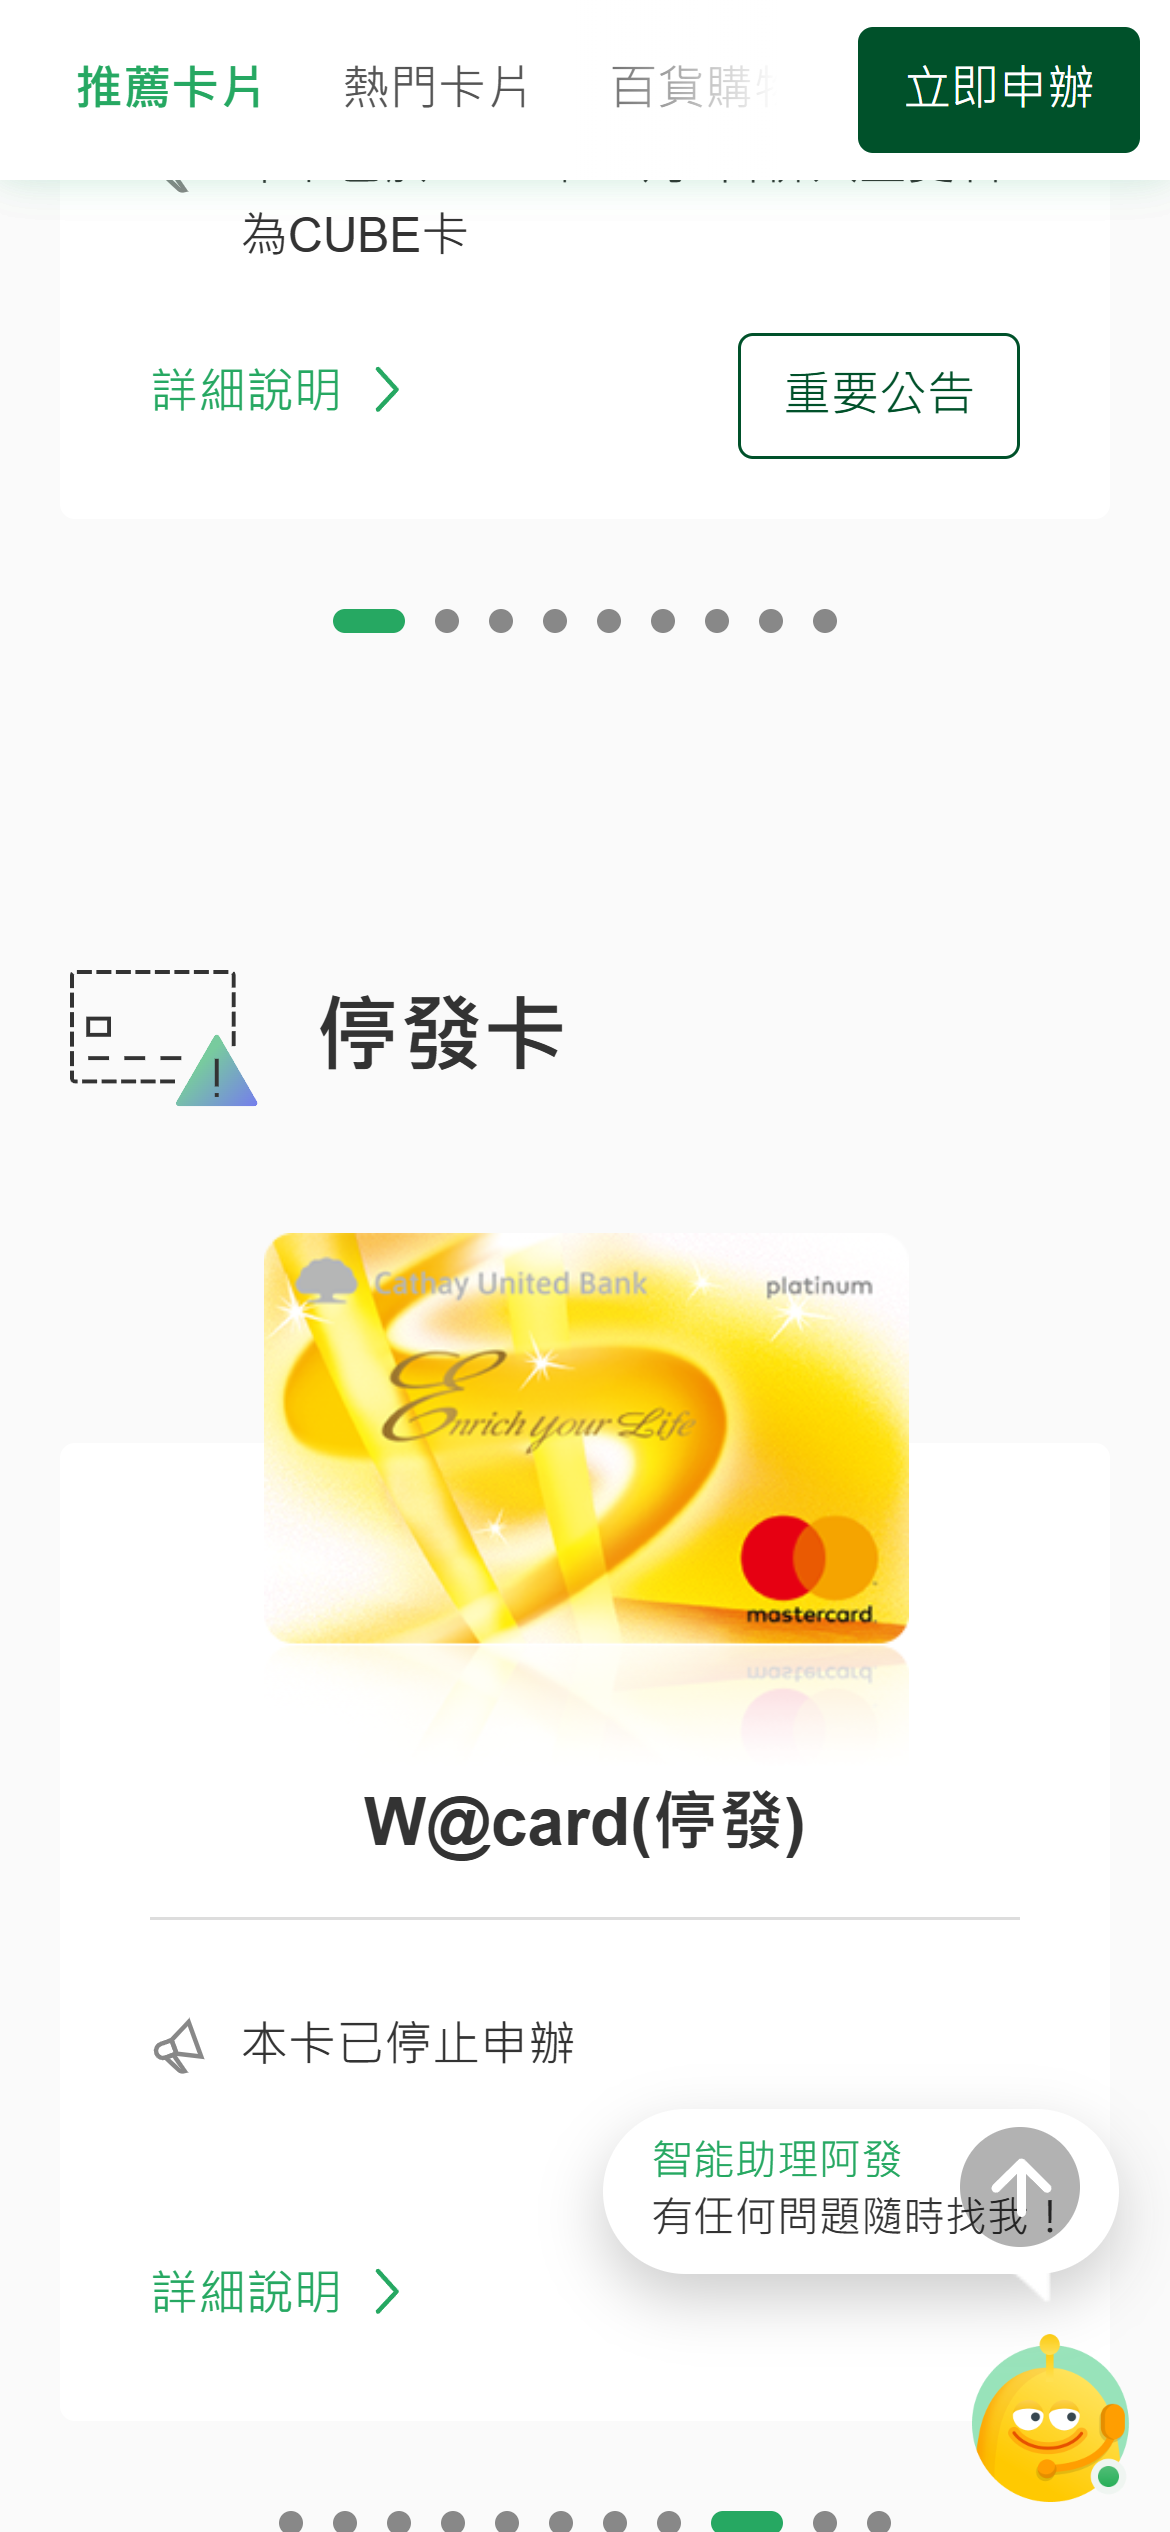 推薦卡片
熱門卡片
百貨購
立即申辦
為CUBE卡
詳細說明
重要公告
停發卡
Cathay United Bank
platinum
Enrich your Life
mastercard
W@card(停發)
本卡已停止申辦
智能助理阿發
有任何問題隨時找我！
詳細說明